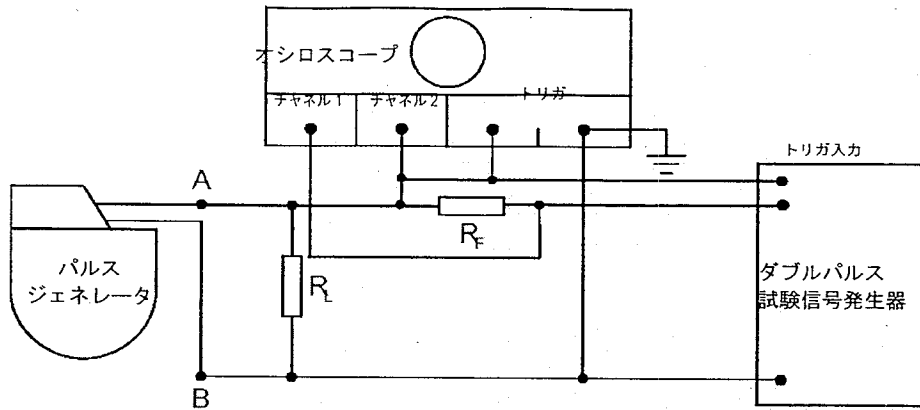 オシロスコープ
チャネル1
チャネル2
トリガ
トリガ入力
A
R_F
パルス
ジェネレータ
R_L
ダブルパルス
試験信号発生器
B